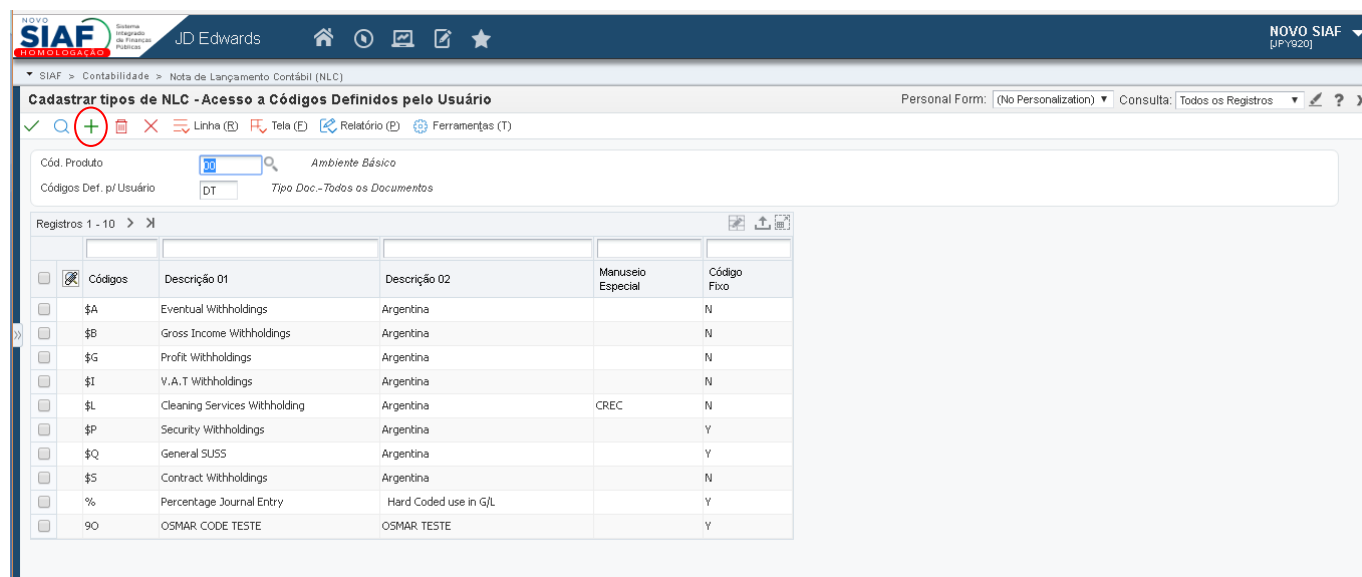 NOVO
SIAF
HOMOLOGAÇÃO
Sistema
Integrado
de Finanças
Públicas
JD Edwards
NOVO SIAF
[JPY920]
SIAF > Contabilidade > Nota de Lançamento Contábil (NLC)
Cadastrar tipos de NLC - Acesso a Códigos Definidos pelo Usuário
Personal Form: (No Personalization) Consulta: Todos os Registros ?
Linha (R) Tela (F) Relatório (P) Ferramentas (T)
Cód. Produto 00 Ambiente Básico
Códigos Def. p/ Usuário DT Tipo Doc.-Todos os Documentos
Registros 1 - 10
Códigos Descrição 01 Descrição 02 Manuseio Especial Código Fixo
$A Eventual Withholdings Argentina N
$B Gross Income Withholdings Argentina N
$G Profit Withholdings Argentina N
$I V.A.T Withholdings Argentina N
$L Cleaning Services Withholding Argentina CREC N
$P Security Withholdings Argentina Y
$Q General SUSS Argentina Y
$S Contract Withholdings Argentina N
% Percentage Journal Entry Hard Coded use in G/L Y
9O OSMAR CODE TESTE OSMAR TESTE Y